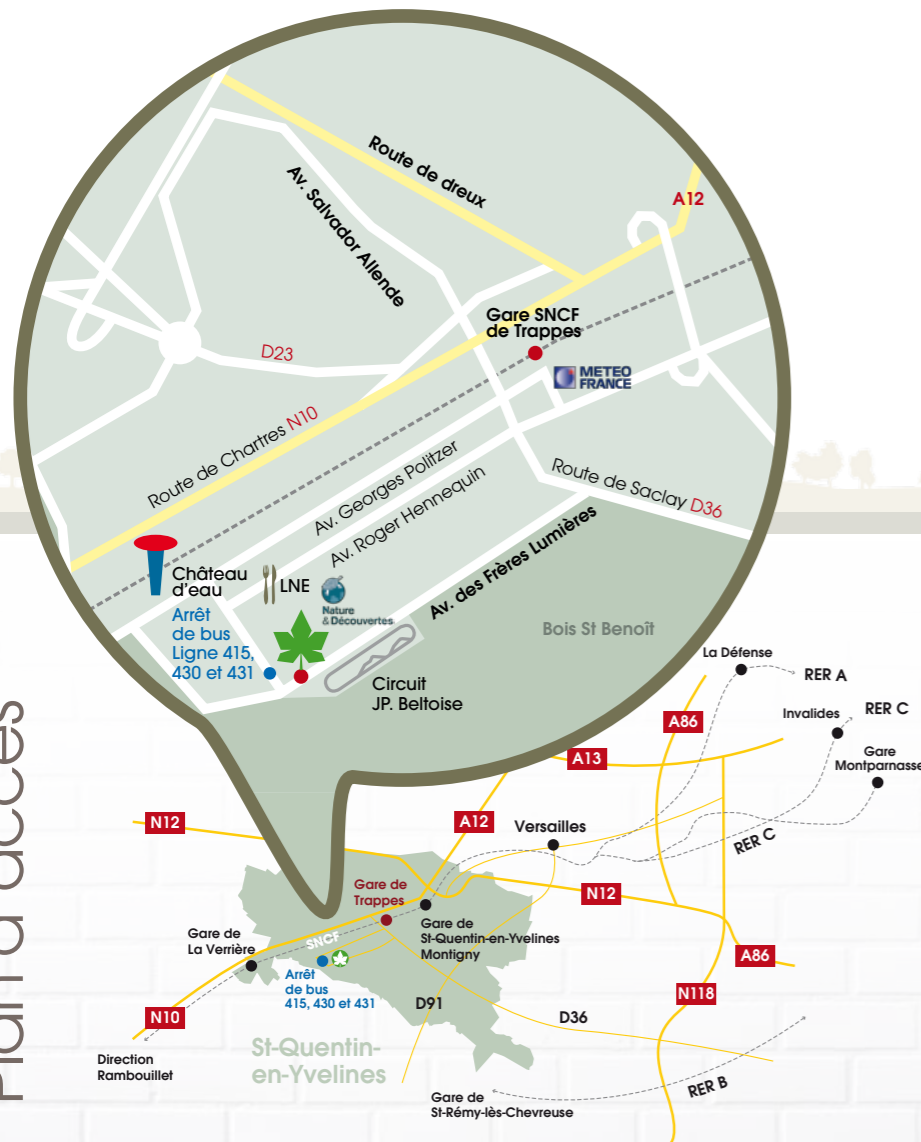 Plan d'accès
Route de dreux
A12
Av. Salvador Allende
Gare SNCF
de Trappes
METEO
FRANCE
D23
Route de Chartres N10
Av. Georges Politzer
Av. Roger Hennequin
Route de Saclay D36
Av. des Frères Lumières
Château
d'eau
LNE
Nature
& Découvertes
Arrêt
de bus
Ligne 415,
430 et 431
Bois St Benoît
Circuit
JP. Beltoise
La Défense
RER A
A86
Invalides
RER C
Gare
Montparnasse
A13
N12
A12
Versailles
RER C
N12
Gare de
Trappes
Gare de
St-Quentin-en-Yvelines
Montigny
Gare de
La Verrière
SNCF
A86
Arrêt
de bus
415, 430 et 431
N118
D91
D36
N10
St-Quentin-
en-Yvelines
Direction
Rambouillet
RER B
Gare de
St-Rémy-lès-Chevreuse